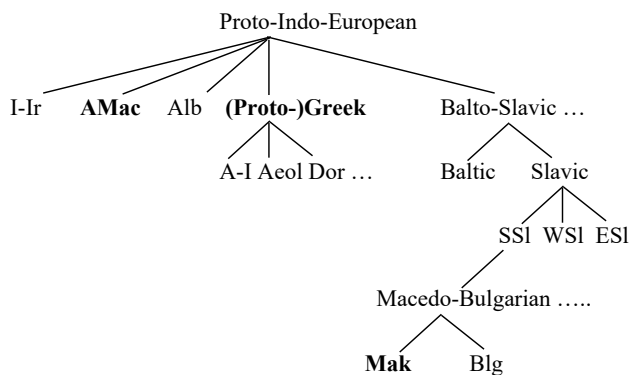 Proto-Indo-European
I-Ir AMac Alb (Proto-)Greek Balto-Slavic …
A-I Aeol Dor … Baltic Slavic
SSl WSl ESl
Macedo-Bulgarian …..
Mak Blg